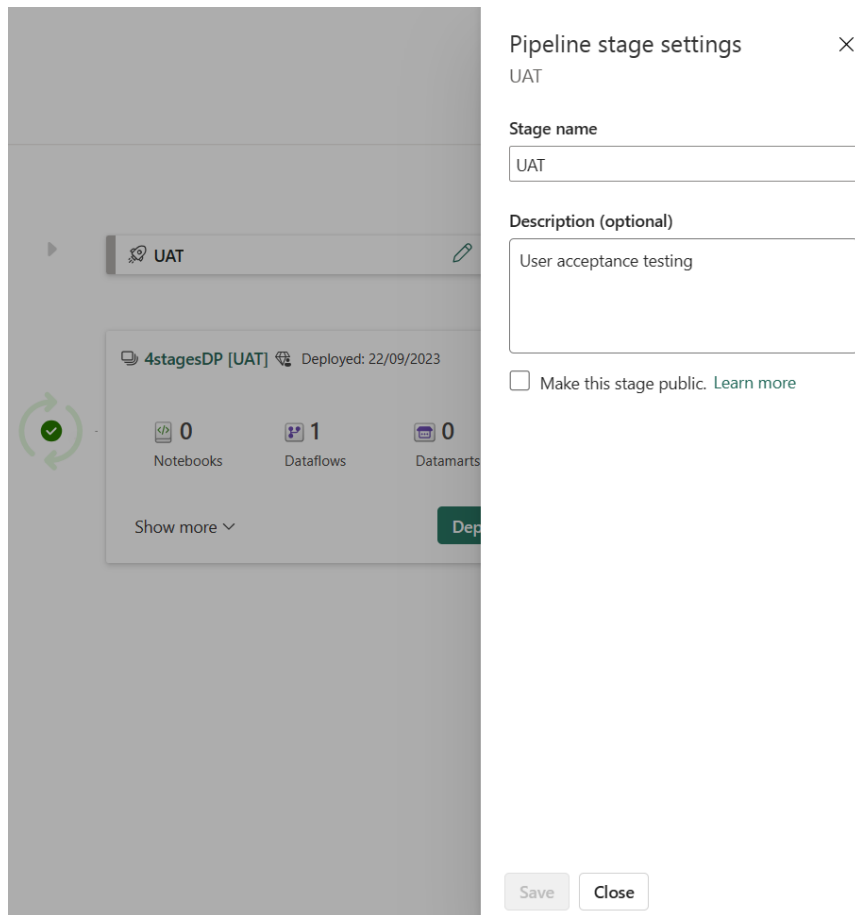 Pipeline stage settings
UAT
Stage name
UAT
Description (optional)
User acceptance testing
Make this stage public. Learn more
Save Close
UAT
4stagesDP [UAT] Deployed: 22/09/2023
0 1 0
Notebooks Dataflows Datamarts
Show more